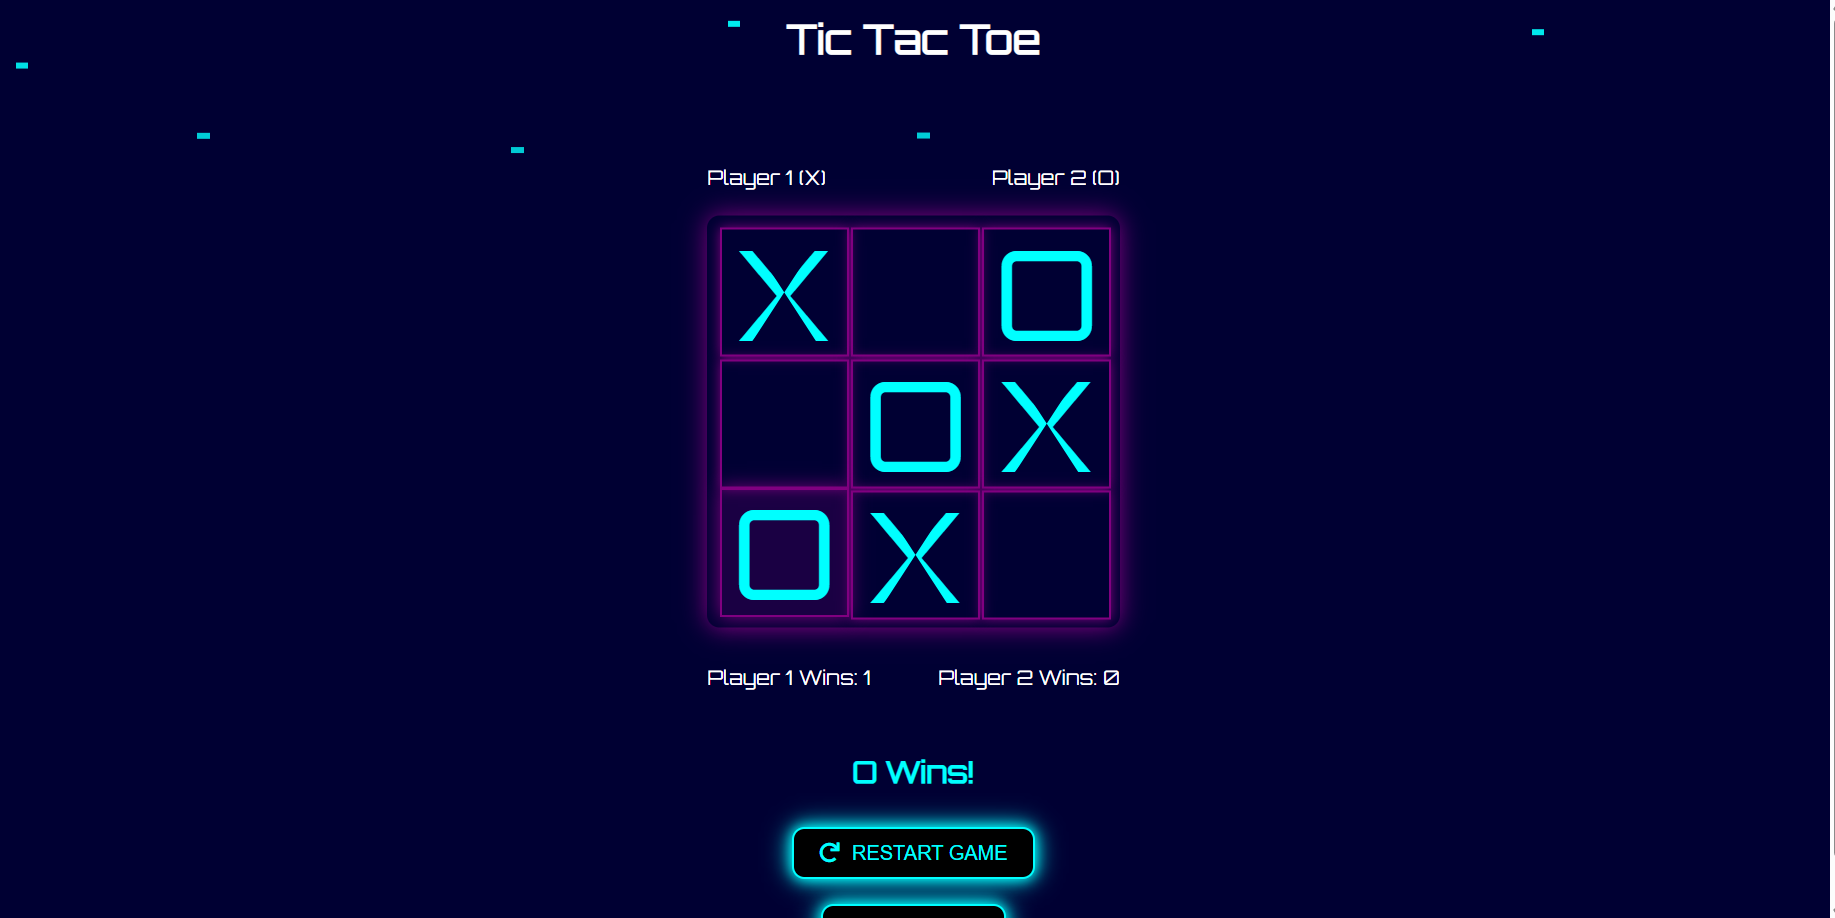 Tic Tac Toe
Player 1 (X) Player 2 (O)
X O
O X
O X
Player 1 Wins: 1 Player 2 Wins: 0
O Wins!
RESTART GAME